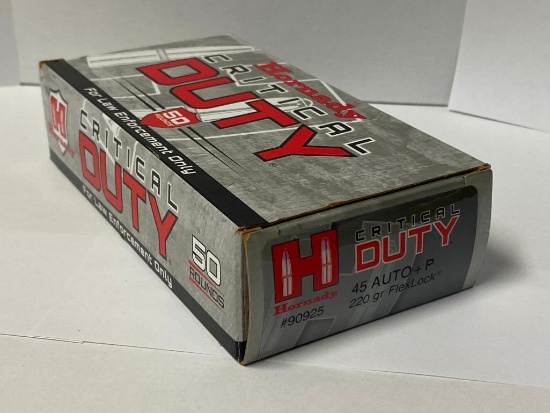 Hornady
CRITICAL
DUTY
50
ROUNDS
For Law Enforcement Only
H
CRITICAL
DUTY
For Law Enforcement Only
50
ROUNDS
H
Hornady
#90925
CRITICAL
DUTY
45 AUTO +P
220 gr FlexLock®